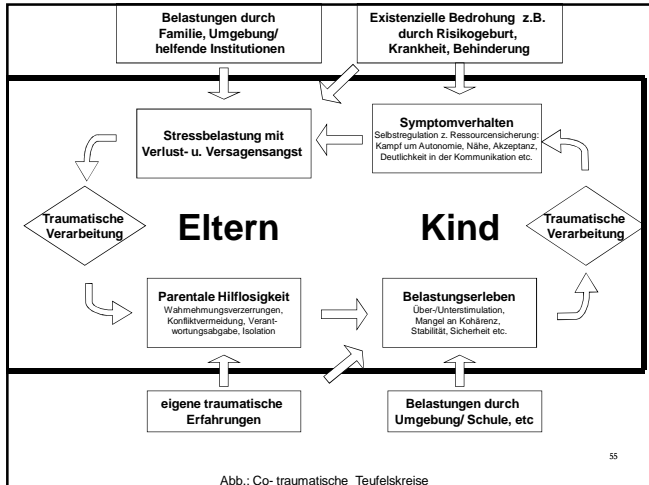 Belastungen durch
Familie, Umgebung/
helfende Institutionen
Existenzielle Bedrohung z.B.
durch Risikogeburt,
Krankheit, Behinderung
Stressbelastung mit
Verlust- u. Versagensangst
Symptomverhalten
Selbstregulation z. Ressourcensicherung:
Kampf um Autonomie, Nähe, Akzeptanz,
Deutlichkeit in der Kommunikation etc.
Traumatische
Verarbeitung
Eltern
Kind
Traumatische
Verarbeitung
Parentale Hilflosigkeit
Wahrnehmungsverzerrungen,
Konfliktvermeidung, Verant-
wortungsabgabe, Isolation
Belastungserleben
Über-/Unterstimulation,
Mangel an Kohärenz,
Stabilität, Sicherheit etc.
eigene traumatische
Erfahrungen
Belastungen durch
Umgebung/ Schule, etc
55
Abb.: Co- traumatische Teufelskreise